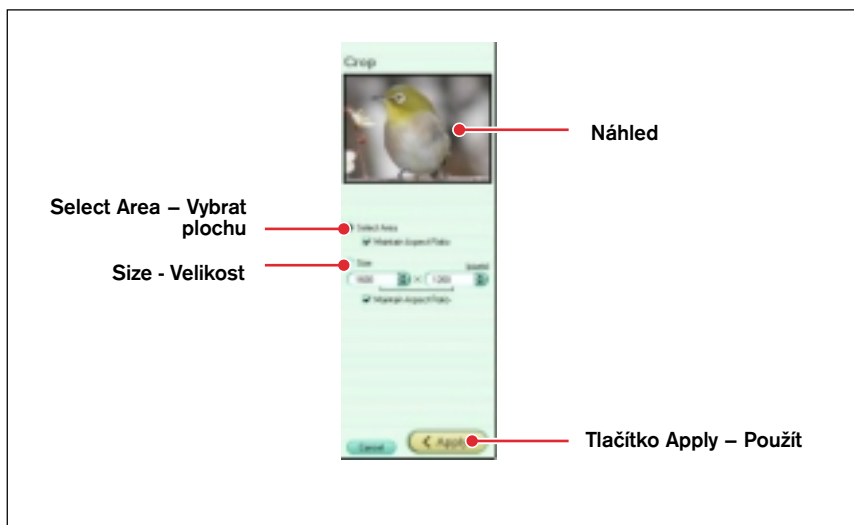 Crop
Náhled
Select Area – Vybrat
plochu
Select Area
Maintain Aspect Ratio
Size - Velikost
Size
1600 × 1200
Maintain Aspect Ratio
Cancel
Apply
Tlačítko Apply – Použít